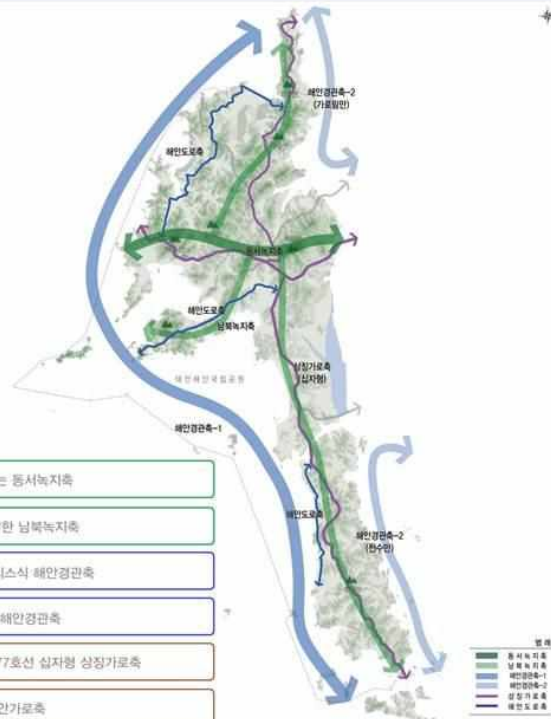 해안경관축-2
(가로림만)
해안도로축
동서녹지축
해안도로축
남북녹지축
상징가로축
(십자형)
태안해안국립공원
해안경관축-1
는 동서녹지축
한 남북녹지축
해안도로축
해안경관축-2
(천수만)
리스식 해안경관축
해안경관축
77호선 십자형 상징가로축
안가로축
범 례
동서녹지축
남북녹지축
해안경관축-1
해안경관축-2
상징가로축
해안도로축